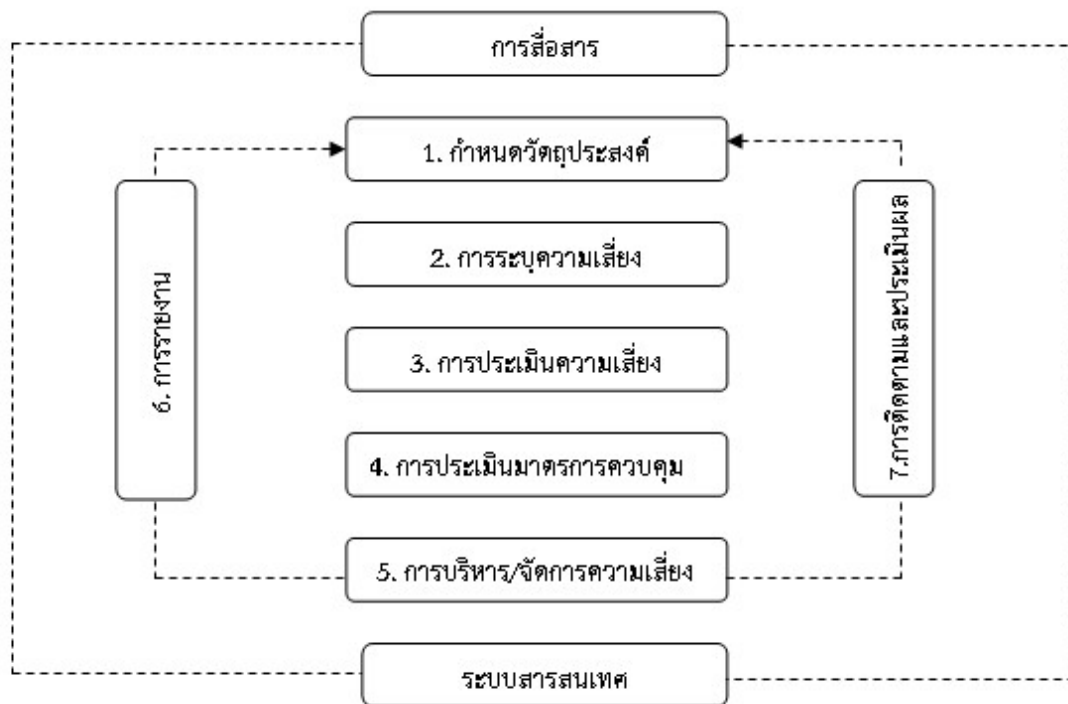 การสื่อสาร
1. กำหนดวัตถุประสงค์
2. การระบุความเสี่ยง
3. การประเมินความเสี่ยง
4. การประเมินมาตรการควบคุม
5. การบริหาร/จัดการความเสี่ยง
6. การรายงาน
7.การติดตามและประเมินผล
ระบบสารสนเทศ